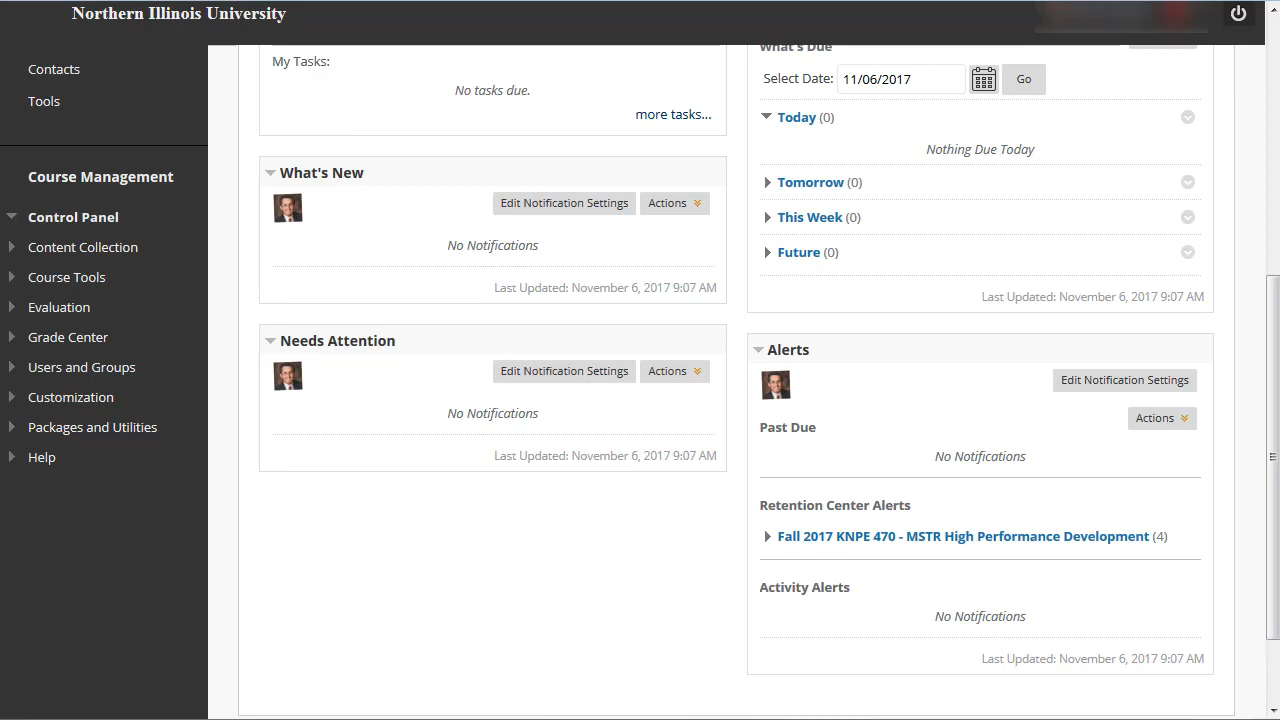 Northern Illinois University
Contacts
Tools
Course Management
Control Panel
Content Collection
Course Tools
Evaluation
Grade Center
Users and Groups
Customization
Packages and Utilities
Help
My Tasks:
No tasks due.
more tasks...
What's New
Edit Notification Settings
Actions
No Notifications
Last Updated: November 6, 2017 9:07 AM
Needs Attention
Edit Notification Settings
Actions
No Notifications
Last Updated: November 6, 2017 9:07 AM
What's Due
Select Date: 11/06/2017 Go
Today (0)
Nothing Due Today
Tomorrow (0)
This Week (0)
Future (0)
Last Updated: November 6, 2017 9:07 AM
Alerts
Edit Notification Settings
Actions
Past Due
No Notifications
Retention Center Alerts
Fall 2017 KNPE 470 - MSTR High Performance Development (4)
Activity Alerts
No Notifications
Last Updated: November 6, 2017 9:07 AM